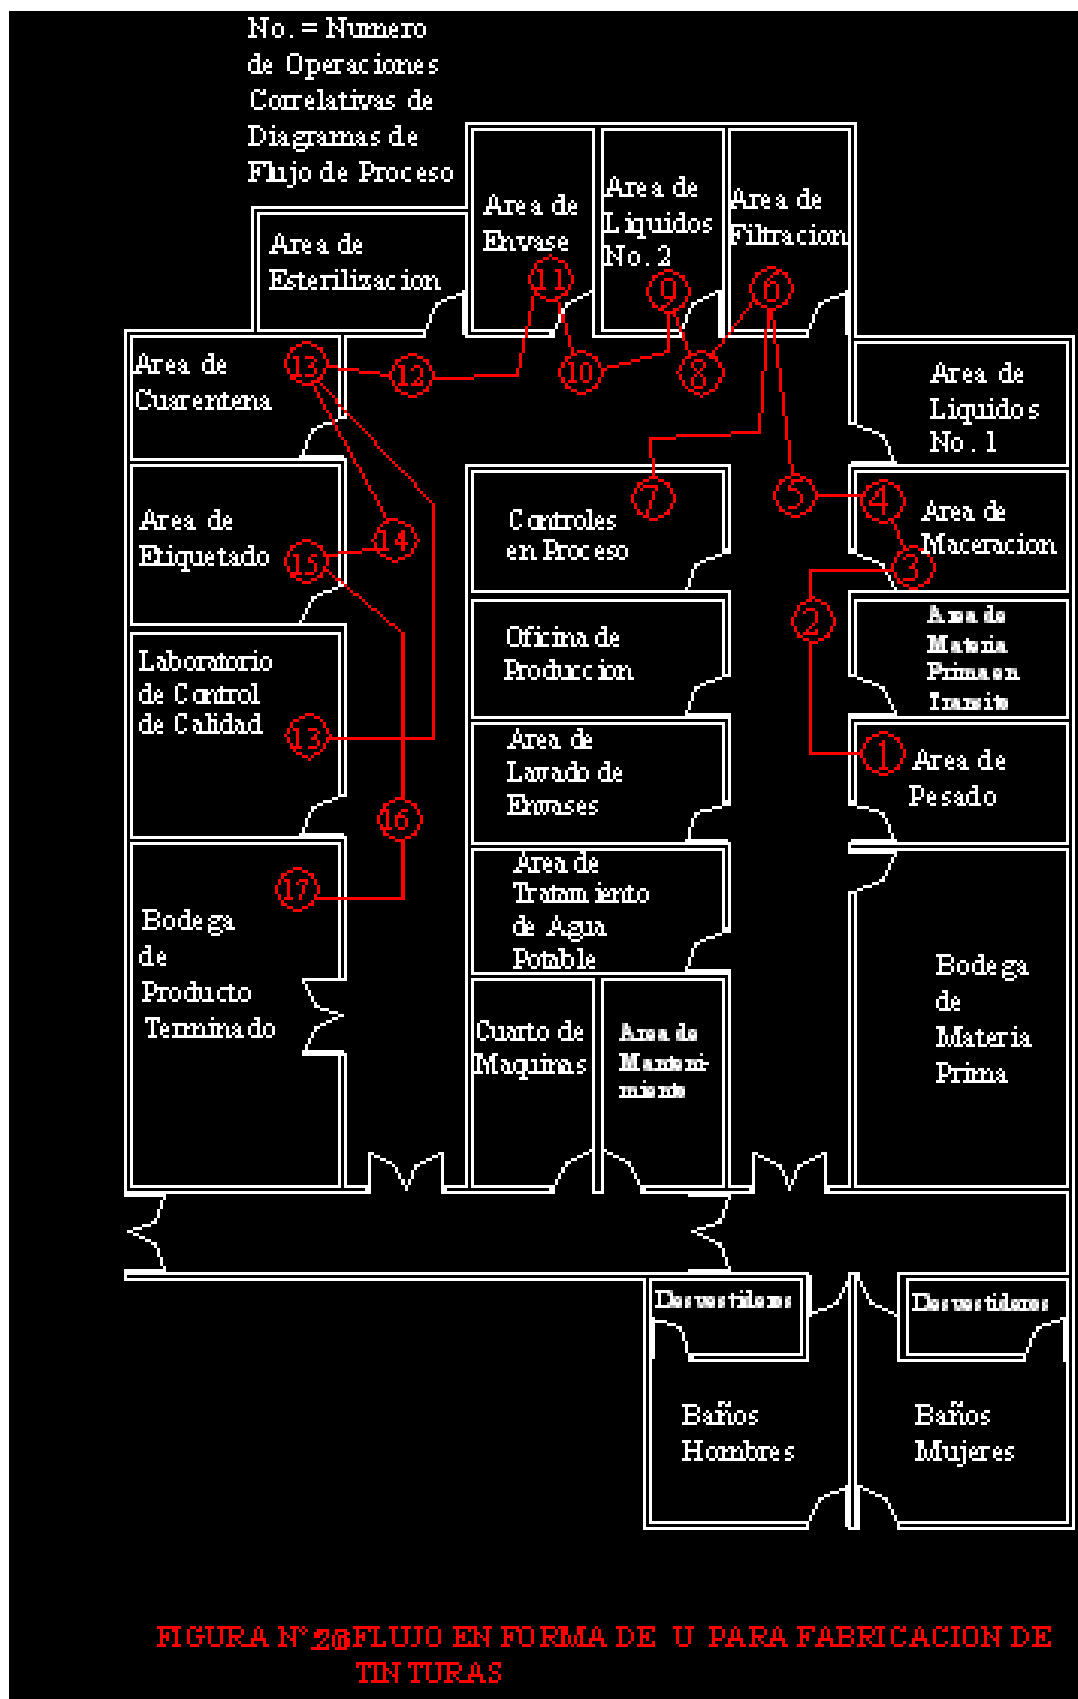 No. = Numero
de Operaciones
Correlativas de
Diagramas de
Flujo de Proceso
Area de
Esterilizacion
Area de
Envase
Area de
Liquidos
No. 2
Area de
Filtracion
11
9
6
Area de
Cuarentena
13
12
10
8
Area de
Liquidos
No. 1
Area de
Etiquetado
15
14
Controles
en Proceso
7
5
4
3
Area de
Maceracion
Laboratorio
de Control
de Calidad
13
Oficina de
Produccion
2
Area de
Materia
Prima en
Transito
Area de
Lavado de
Envases
1
Area de
Pesado
16
17
Bodega
de
Producto
Terminado
Area de
Tratamiento
de Agua
Potable
Bodega
de
Materia
Prima
Cuarto de
Maquinas
Area de
Manteni-
miento
Desvestideros
Desvestideros
Baños
Hombres
Baños
Mujeres
FIGURA N° FLUJO EN FORMA DE U PARA FABRICACION DE
TINTURAS